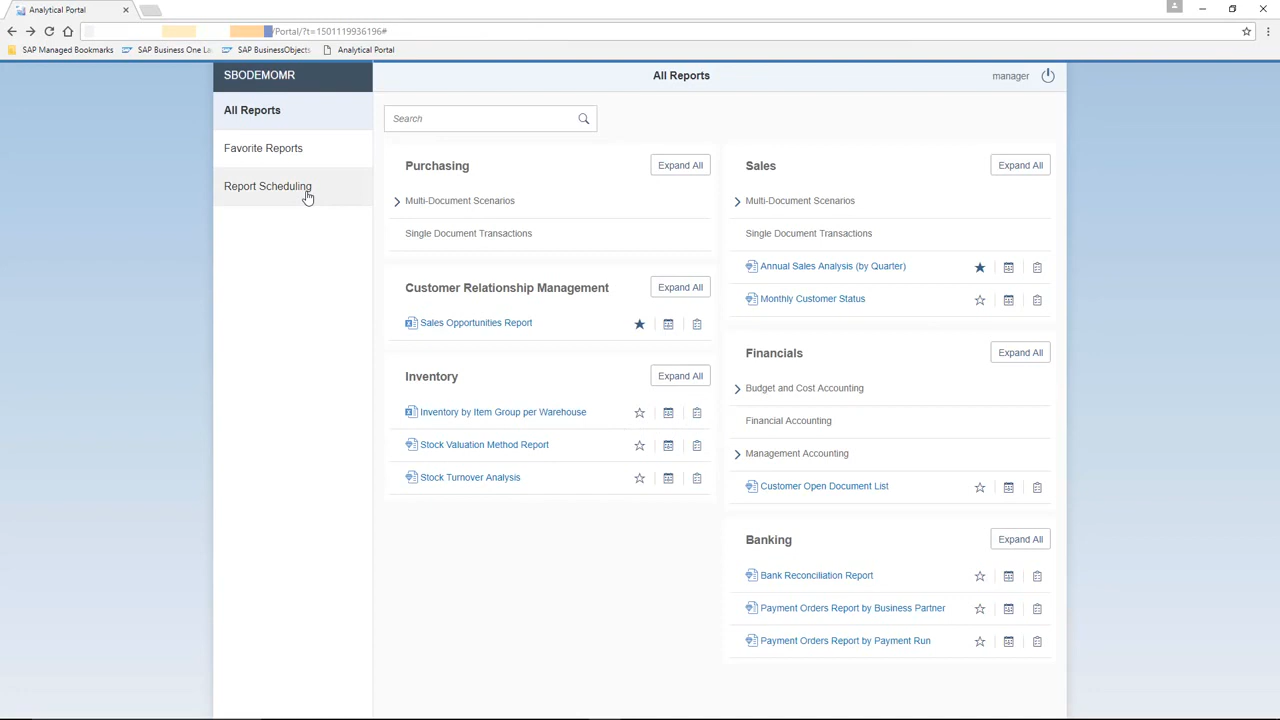 Analytical Portal
/Portal/?t=1501119936196#
SAP Managed Bookmarks
SAP Business One La
SAP BusinessObjects
Analytical Portal
SBODEMOMR
All Reports
manager
All Reports
Favorite Reports
Report Scheduling
Search
Purchasing
Expand All
Multi-Document Scenarios
Single Document Transactions
Customer Relationship Management
Expand All
Sales Opportunities Report
Inventory
Expand All
Inventory by Item Group per Warehouse
Stock Valuation Method Report
Stock Turnover Analysis
Sales
Expand All
Multi-Document Scenarios
Single Document Transactions
Annual Sales Analysis (by Quarter)
Monthly Customer Status
Financials
Expand All
Budget and Cost Accounting
Financial Accounting
Management Accounting
Customer Open Document List
Banking
Expand All
Bank Reconciliation Report
Payment Orders Report by Business Partner
Payment Orders Report by Payment Run